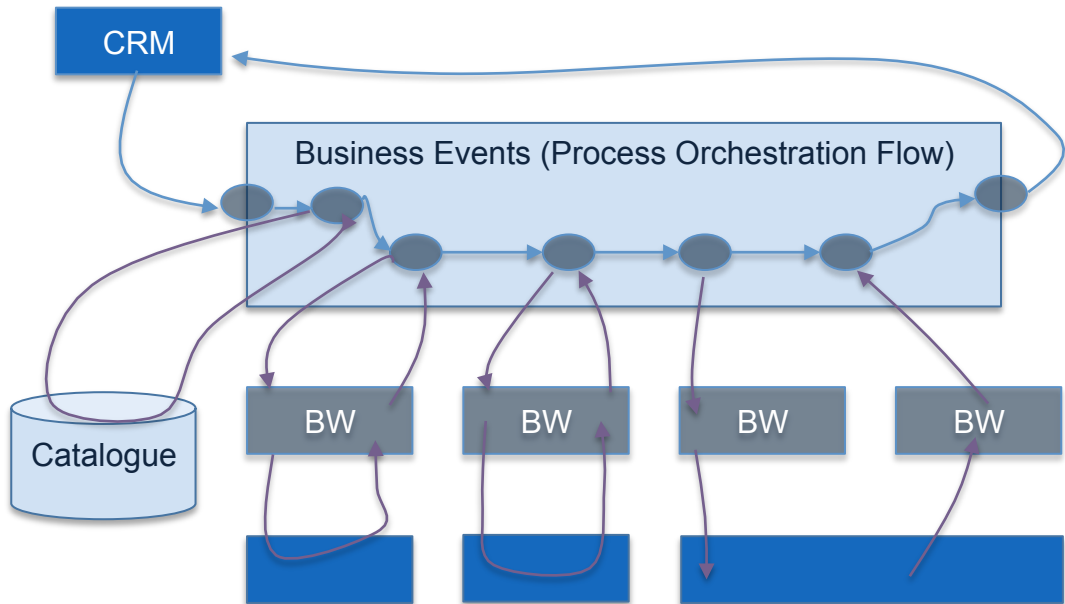 CRM
Business Events (Process Orchestration Flow)
Catalogue
BW
BW
BW
BW